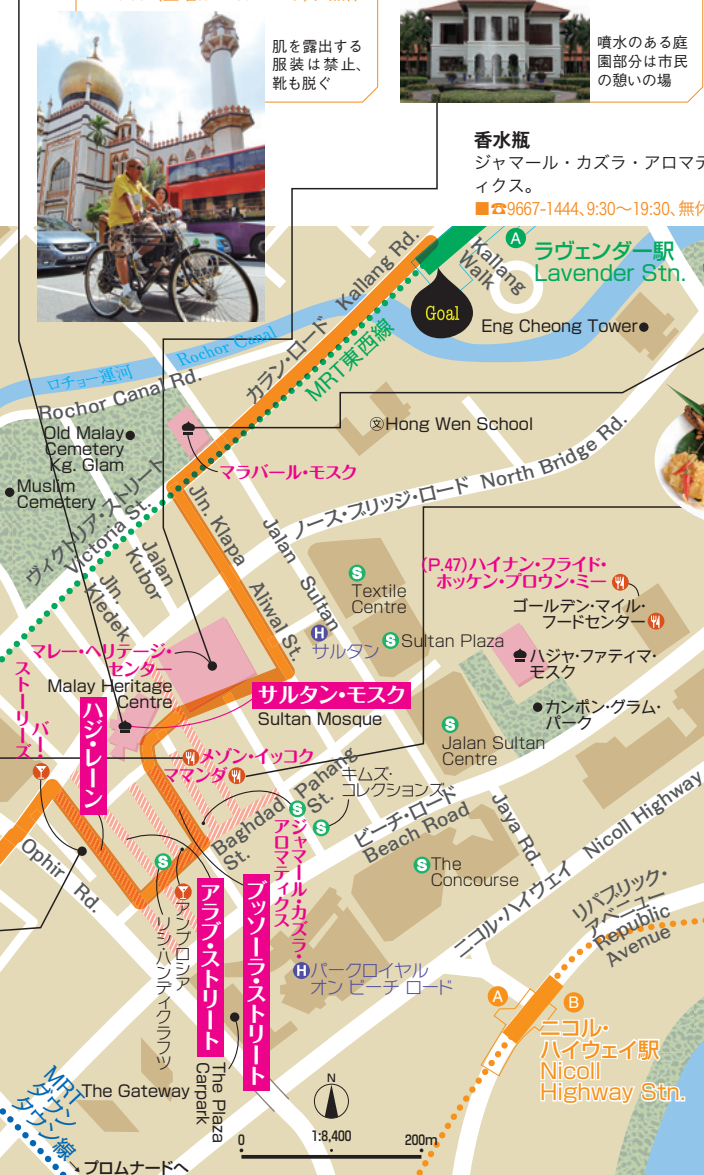 肌を露出する
服装は禁止、
靴も脱ぐ
噴水のある庭
園部分は市民
の憩いの場
香水瓶
ジャマール・カズラ・アロマテ
ィクス。
■☎9667-1444、9:30～19:30、無休
カラン・ロード Kallang Rd.
Kallang
Walk
A
ラヴェンダー駅
Lavender Stn.
Goal
MRT東西線
Eng Cheong Tower
ロチョー運河
Rochor Canal
Rochor Canal Rd.
Old Malay
Cemetery
Kg. Glam
Muslim
Cemetery
マラバール・モスク
文Hong Wen School
ノース・ブリッジ・ロード North Bridge Rd.
ヴィクトリア・ストリート
Victoria St.
Jln. Klapa
Jalan Sultan
Jalan
Kubor
Jln.
Kledek
Aliwal St.
S
Textile
Centre
H
サルタン
S Sultan Plaza
(P.47)ハイナン・フライド・
ホッケン・ブロウン・ミー
ゴールデン・マイル・
フードセンター
ハジャ・ファティマ・
モスク
カンポン・グラム・
パーク
マレー・ヘリテージ・
センター
Malay Heritage
Centre
サルタン・モスク
Sultan Mosque
S
Jalan Sultan
Centre
バー・
ストーリーズ
ハジ・レーン
メゾン・イッコク
ママンダ
Baghdad
St.
Pahang
St.
キムズ・
コレクションズ
S
S
ジャマール・カズラ・
アロマティクス
ビーチ・ロード
Beach Road
Jaya Rd.
ニコル・ハイウェイ Nicoll Highway
S The
Concourse
リパブリック・
アベニュー
Republic
Avenue
Ophir Rd.
S
リシ・ハンディクラフツ
アンブロシア
アラブ・ストリート
ブッソーラ・ストリート
H パークロイヤル
オン ビーチ ロード
A
B
ニコル・
ハイウェイ駅
Nicoll
Highway Stn.
The Gateway
The Plaza
Carpark
MRT
ダウン
タウン線
プロムナードへ
N
0
1:8,400
200m